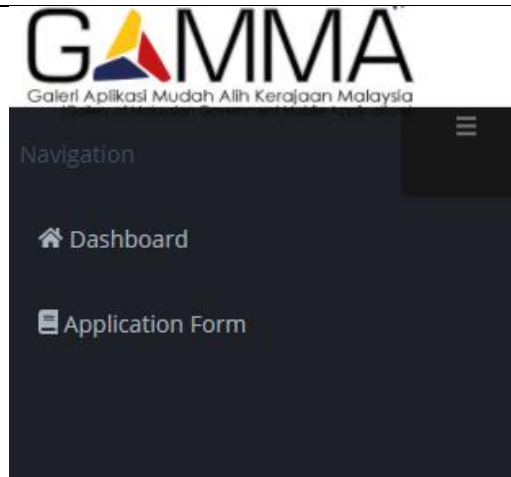 GAMMA
Galeri Aplikasi Mudah Alih Kerajaan Malaysia
Navigation
Dashboard
Application Form